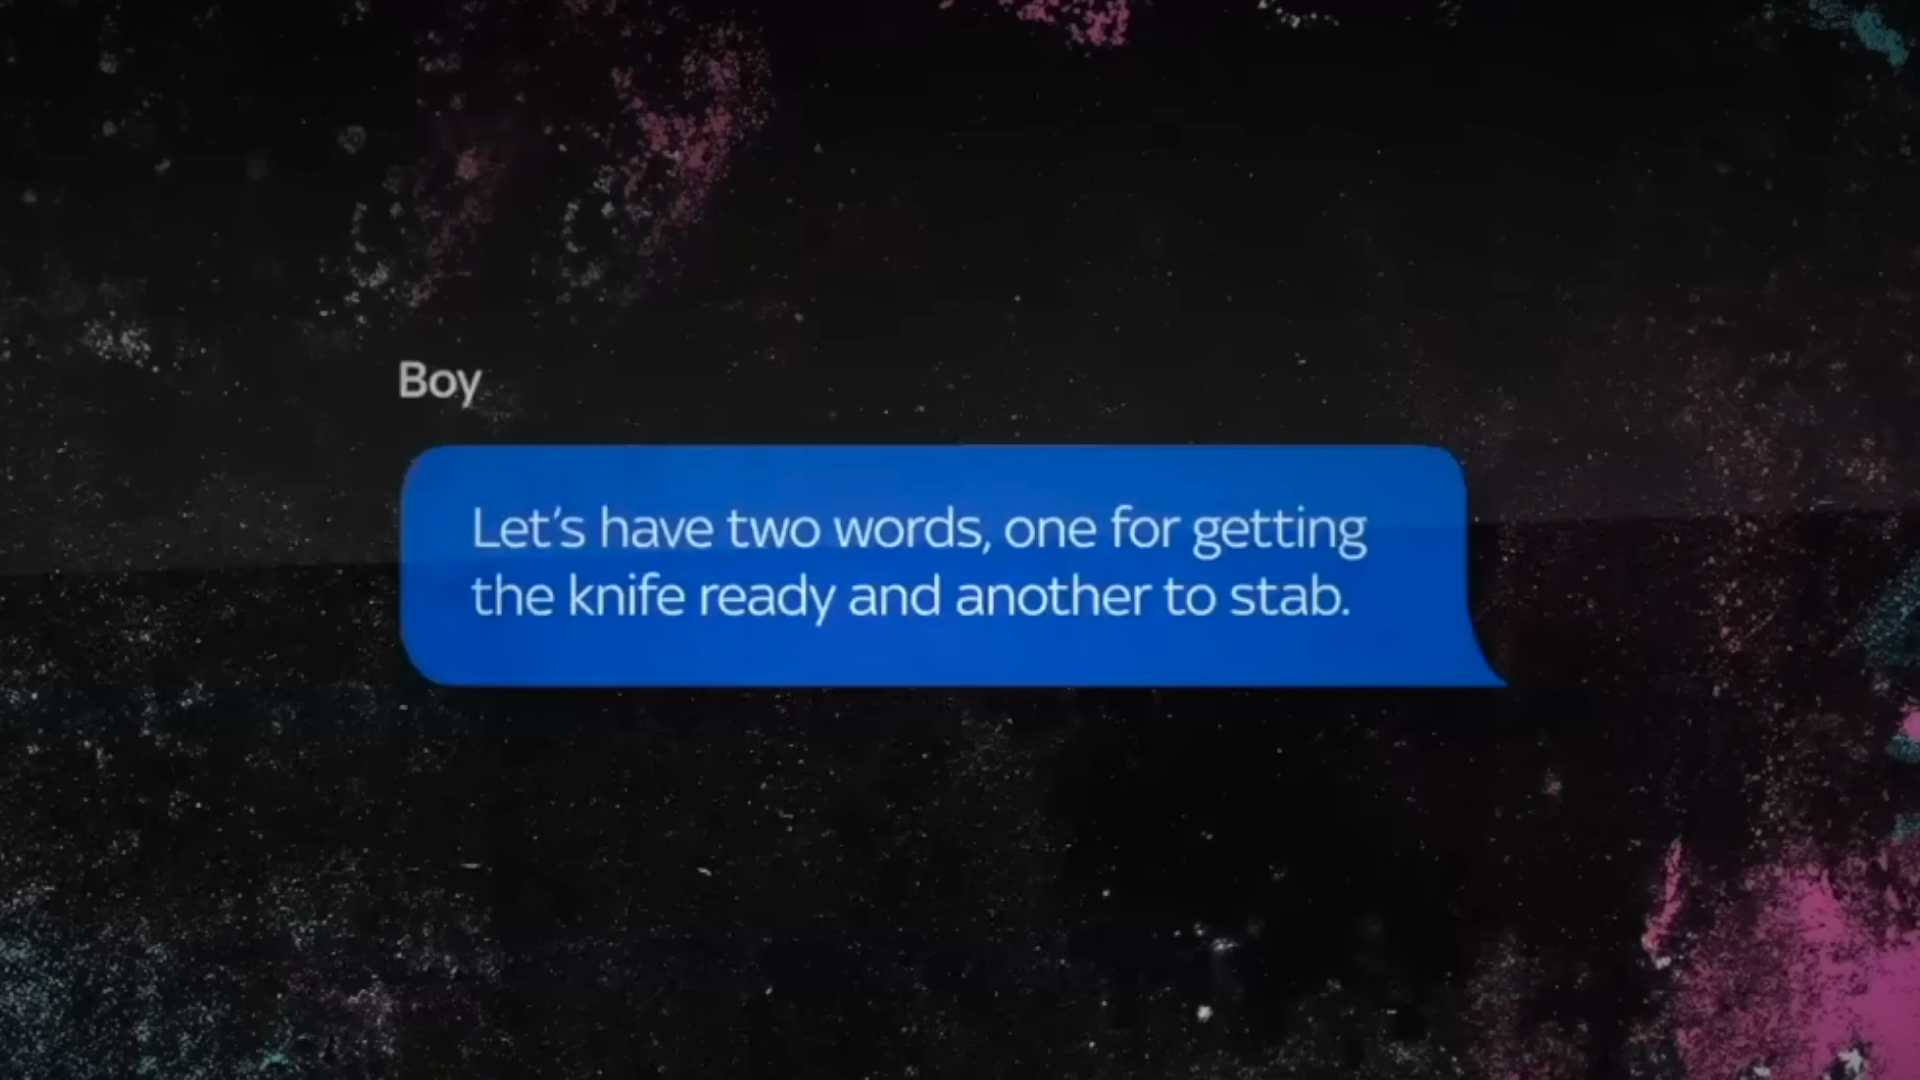 Boy
Let's have two words, one for getting
the knife ready and another to stab.